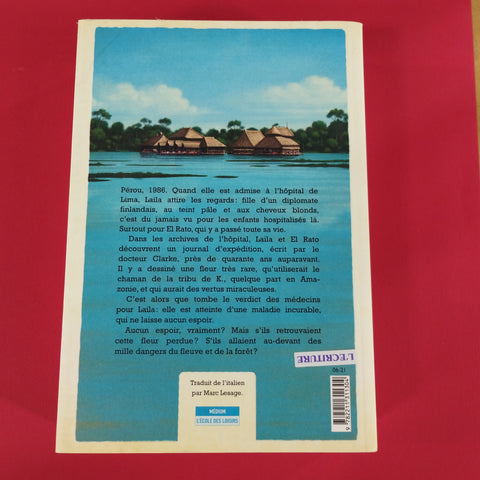 Pérou, 1986. Quand elle est admise à l'hôpital de
Lima, Laila attire les regards : fille d'un diplomate
finlandais, au teint pâle et aux cheveux blonds,
c'est du jamais vu pour les enfants hospitalisés là.
Surtout pour El Rato, qui y a passé toute sa vie.
Dans les archives de l'hôpital, Laila et El Rato
découvrent un journal d'expédition, écrit par le
docteur Clarke, près de quarante ans auparavant.
Il y a dessiné une fleur très rare, qu'utiliserait le
chaman de la tribu de K., quelque part en Ama-
zonie, et qui aurait des vertus miraculeuses.
C'est alors que tombe le verdict des médecins
pour Laila : elle est atteinte d'une maladie incurable,
qui ne laisse aucun espoir.
Aucun espoir, vraiment ? Mais s'ils retrouvaient
cette fleur perdue ? S'ils allaient au-devant des
mille dangers du fleuve et de la forêt ?
L'ECRITURE
06-21
Traduit de l'italien
par Marc Lesage.
MÉDIUM
L'ÉCOLE DES LOISIRS